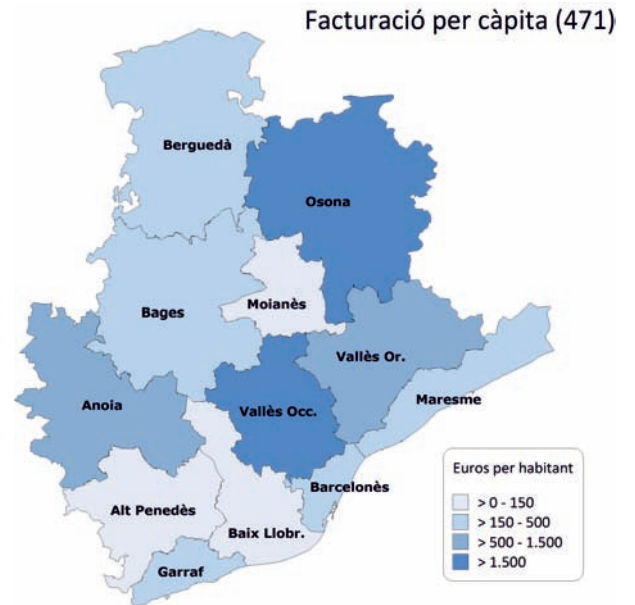 Facturació per càpita (471)
Berguedà
Osona
Moianès
Bages
Vallès Or.
Anoia
Vallès Occ.
Maresme
Barcelonès
Alt Penedès
Baix Llobr.
Garraf
Euros per habitant
> 0 - 150
> 150 - 500
> 500 - 1.500
> 1.500